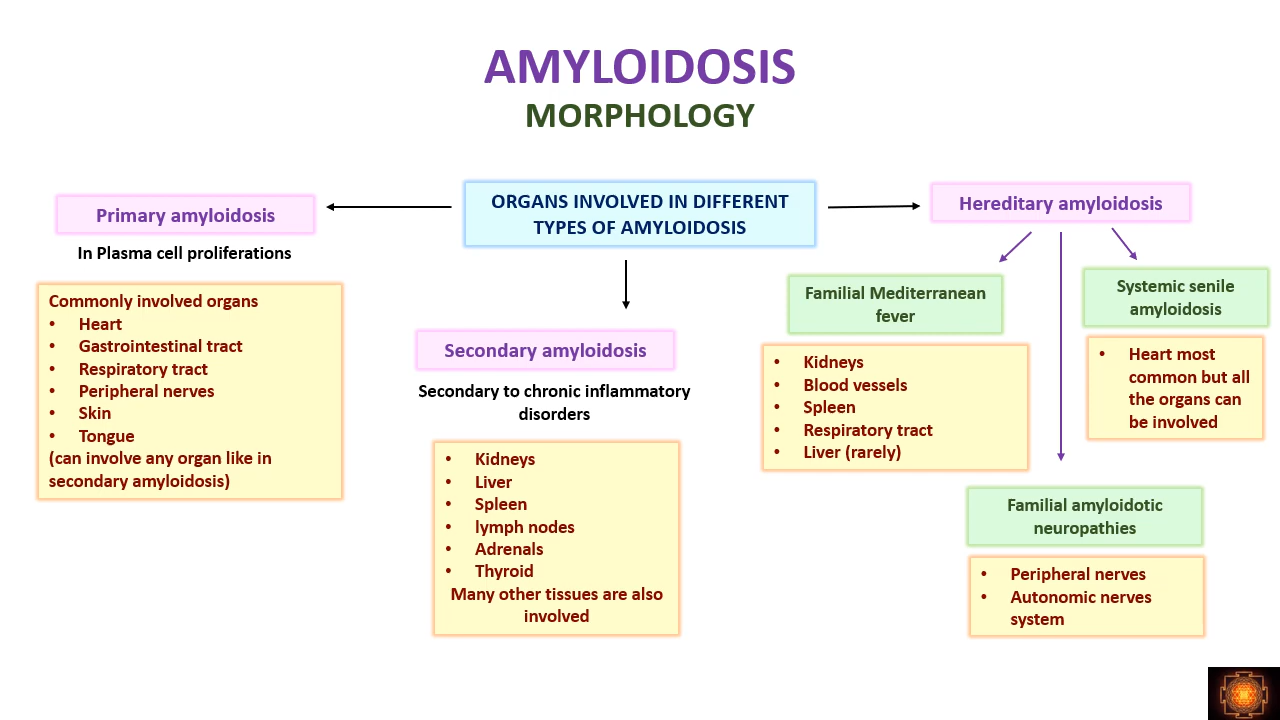 AMYLOIDOSIS
MORPHOLOGY
ORGANS INVOLVED IN DIFFERENT
TYPES OF AMYLOIDOSIS
Primary amyloidosis
In Plasma cell proliferations
Commonly involved organs
• Heart
• Gastrointestinal tract
• Respiratory tract
• Peripheral nerves
• Skin
• Tongue
(can involve any organ like in
secondary amyloidosis)
Secondary amyloidosis
Secondary to chronic inflammatory
disorders
• Kidneys
• Liver
• Spleen
• lymph nodes
• Adrenals
• Thyroid
Many other tissues are also
involved
Hereditary amyloidosis
Familial Mediterranean
fever
• Kidneys
• Blood vessels
• Spleen
• Respiratory tract
• Liver (rarely)
Systemic senile
amyloidosis
• Heart most
common but all
the organs can
be involved
Familial amyloidotic
neuropathies
• Peripheral nerves
• Autonomic nerves
system